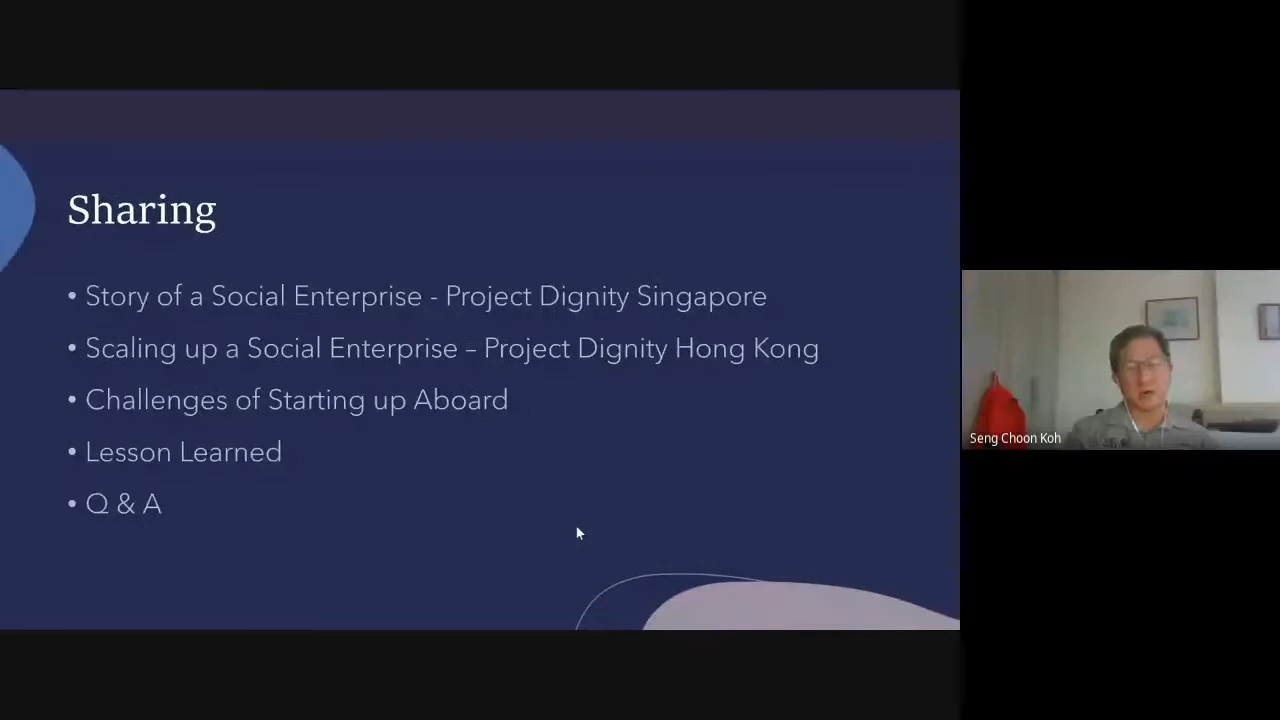 Sharing
• Story of a Social Enterprise - Project Dignity Singapore
• Scaling up a Social Enterprise – Project Dignity Hong Kong
• Challenges of Starting up Aboard
• Lesson Learned
• Q & A
Seng Choon Koh